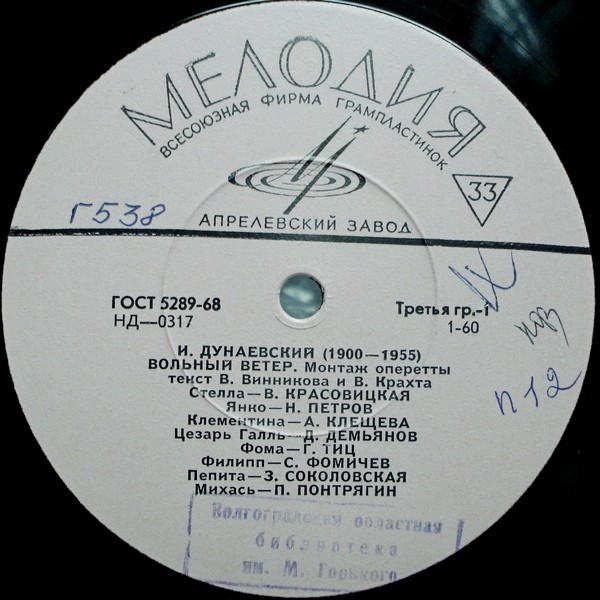 МЕЛОДИЯ
ВСЕСОЮЗНАЯ ФИРМА ГРАМПЛАСТИНОК
33
АПРЕЛЕВСКИЙ ЗАВОД
Г538
ГОСТ 5289-68
Третья гр.-1
НД—0317
1-60
п12
И. ДУНАЕВСКИЙ (1900—1955)
ВОЛЬНЫЙ ВЕТЕР. Монтаж оперетты
текст В. Винникова и В. Крахта
Стелла—В. КРАСОВИЦКАЯ
Янко—Н. ПЕТРОВ
Клементина—А. КЛЕЩЕВА
Цезарь Галль—Д. ДЕМЬЯНОВ
Фома—Г. ТИЦ
Филипп—С. ФОМИЧЕВ
Пепита—З. СОКОЛОВСКАЯ
Михась—П. ПОНТРЯГИН
Волгоградская областная
библиотека
им. М. Горького